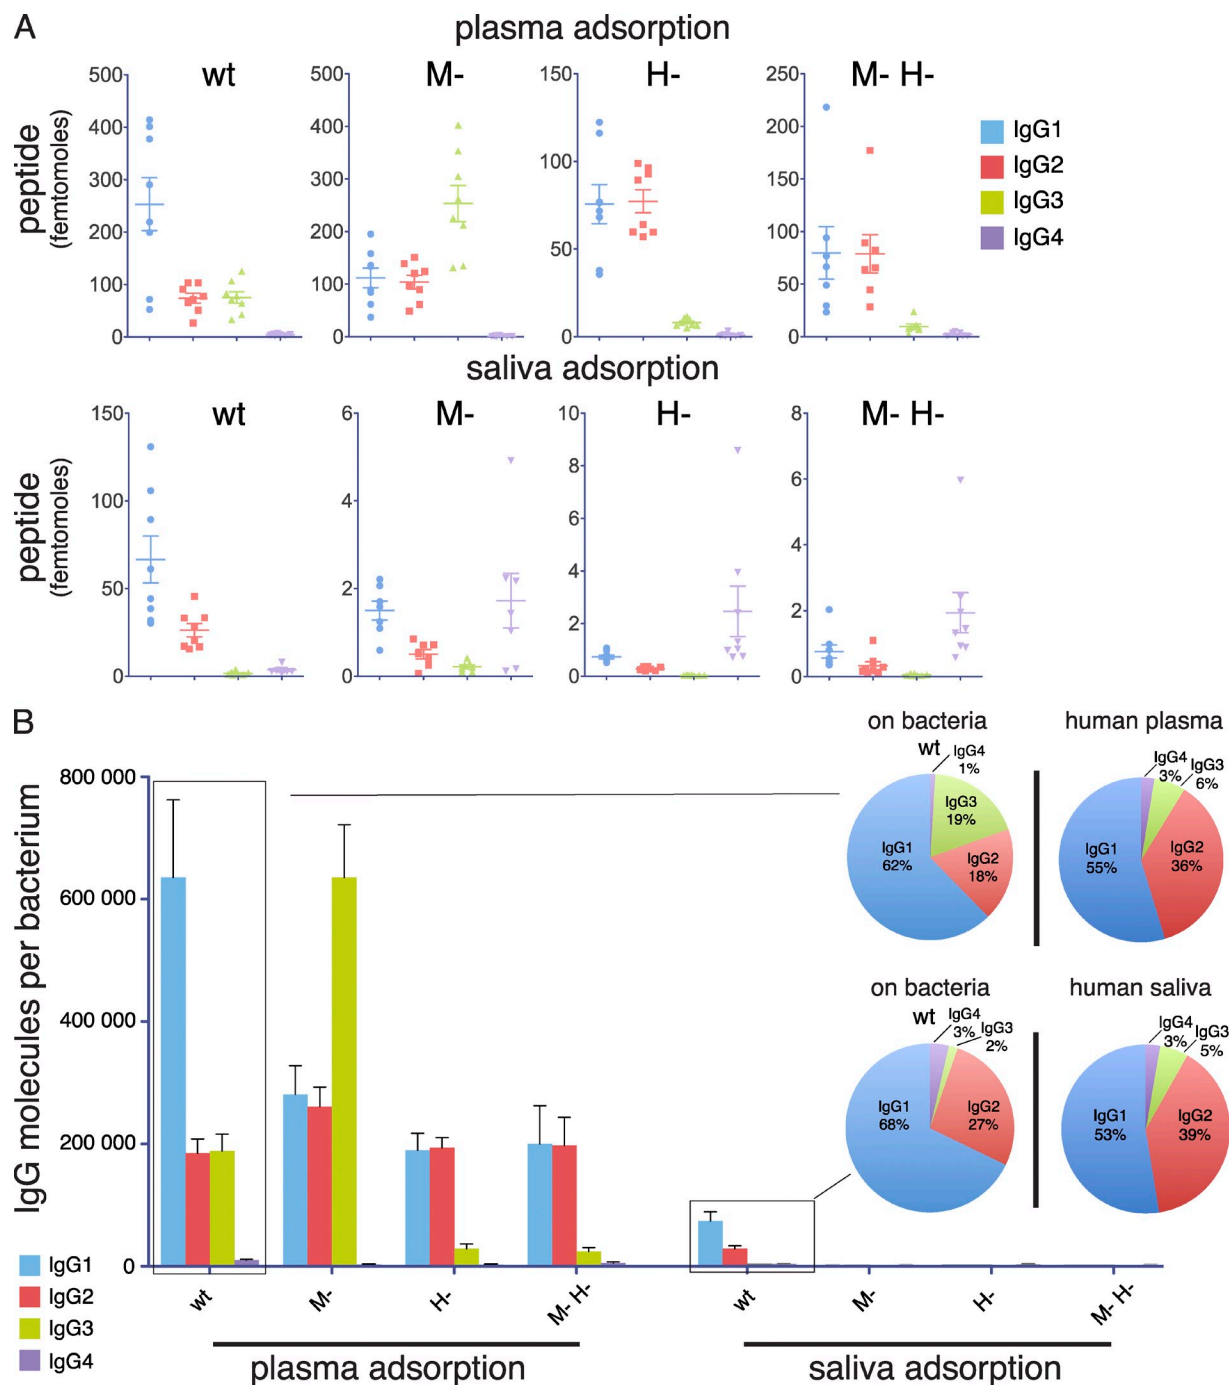 A
plasma adsorption
wt
M-
H-
M- H-
peptide
(femtomoles)
500
400
300
200
100
0
500
400
300
200
100
0
150
100
50
0
250
200
150
100
50
0
IgG1
IgG2
IgG3
IgG4
saliva adsorption
wt
M-
H-
M- H-
peptide
(femtomoles)
150
100
50
0
6
4
2
0
10
8
6
4
2
0
8
6
4
2
0
B
IgG molecules per bacterium
800 000
600 000
400 000
200 000
0
on bacteria
wt
IgG4
1%
IgG3
19%
IgG1
62%
IgG2
18%
human plasma
IgG4
3%
IgG3
6%
IgG1
55%
IgG2
36%
on bacteria
wt
IgG4
3%
IgG3
2%
IgG1
68%
IgG2
27%
human saliva
IgG4
3%
IgG3
5%
IgG1
53%
IgG2
39%
IgG1
IgG2
IgG3
IgG4
wt
M-
H-
M- H-
wt
M-
H-
M- H-
plasma adsorption
saliva adsorption